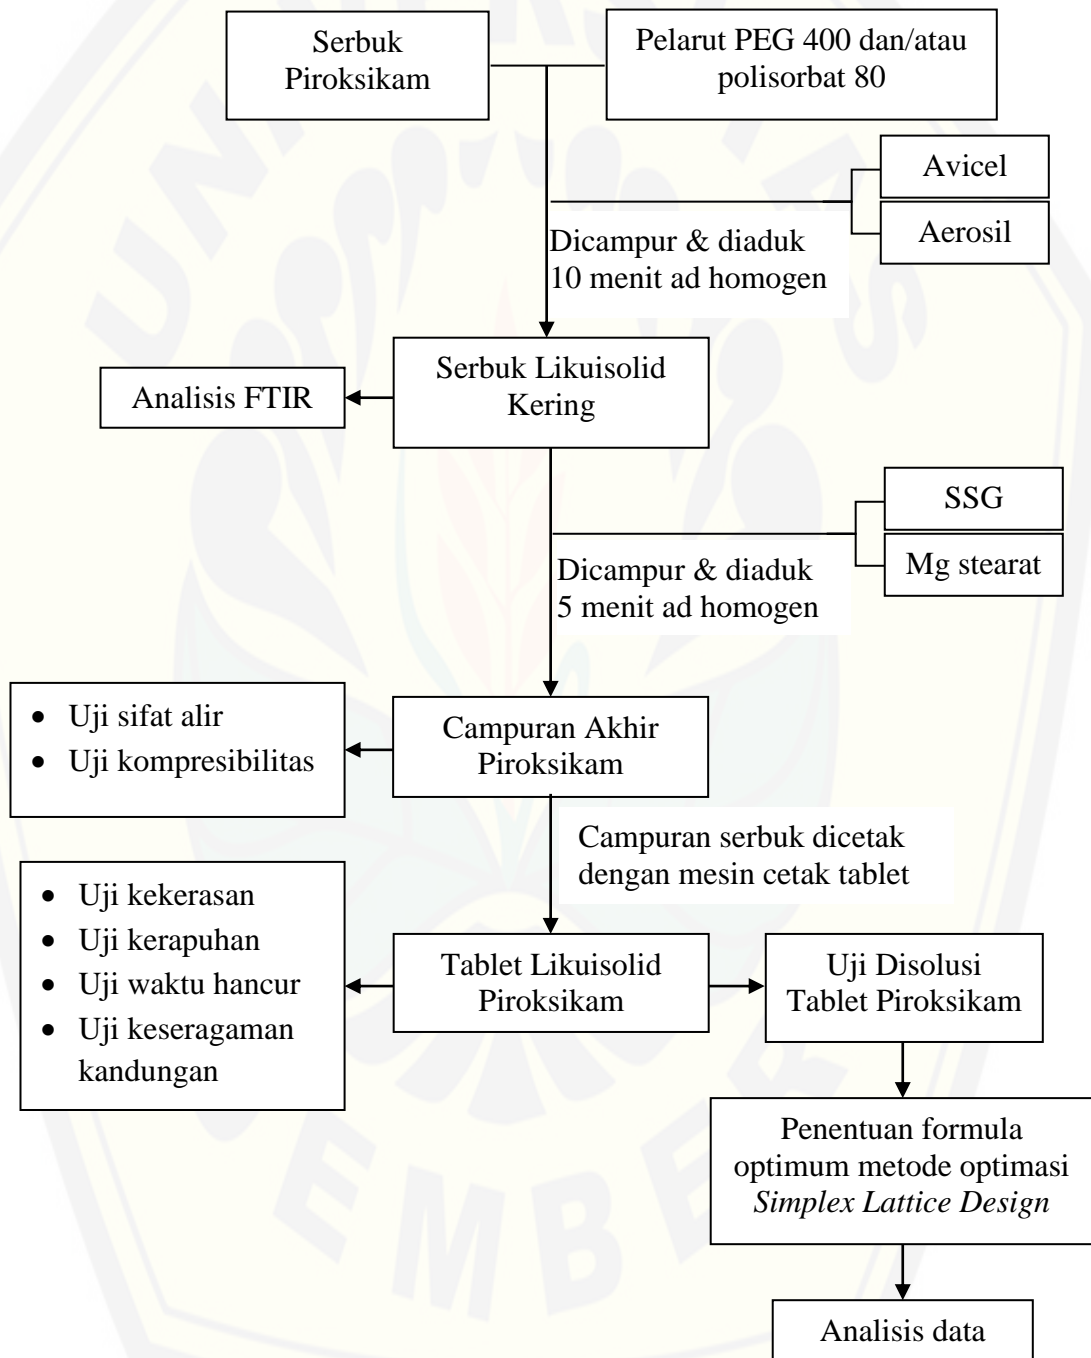 Serbuk
Piroksikam
Pelarut PEG 400 dan/atau
polisorbat 80
Avicel
Aerosil
Dicampur & diaduk
10 menit ad homogen
Serbuk Likuisolid
Kering
Analisis FTIR
SSG
Mg stearat
Dicampur & diaduk
5 menit ad homogen
• Uji sifat alir
• Uji kompresibilitas
Campuran Akhir
Piroksikam
Campuran serbuk dicetak
dengan mesin cetak tablet
• Uji kekerasan
• Uji kerapuhan
• Uji waktu hancur
• Uji keseragaman
kandungan
Tablet Likuisolid
Piroksikam
Uji Disolusi
Tablet Piroksikam
Penentuan formula
optimum metode optimasi
Simplex Lattice Design
Analisis data